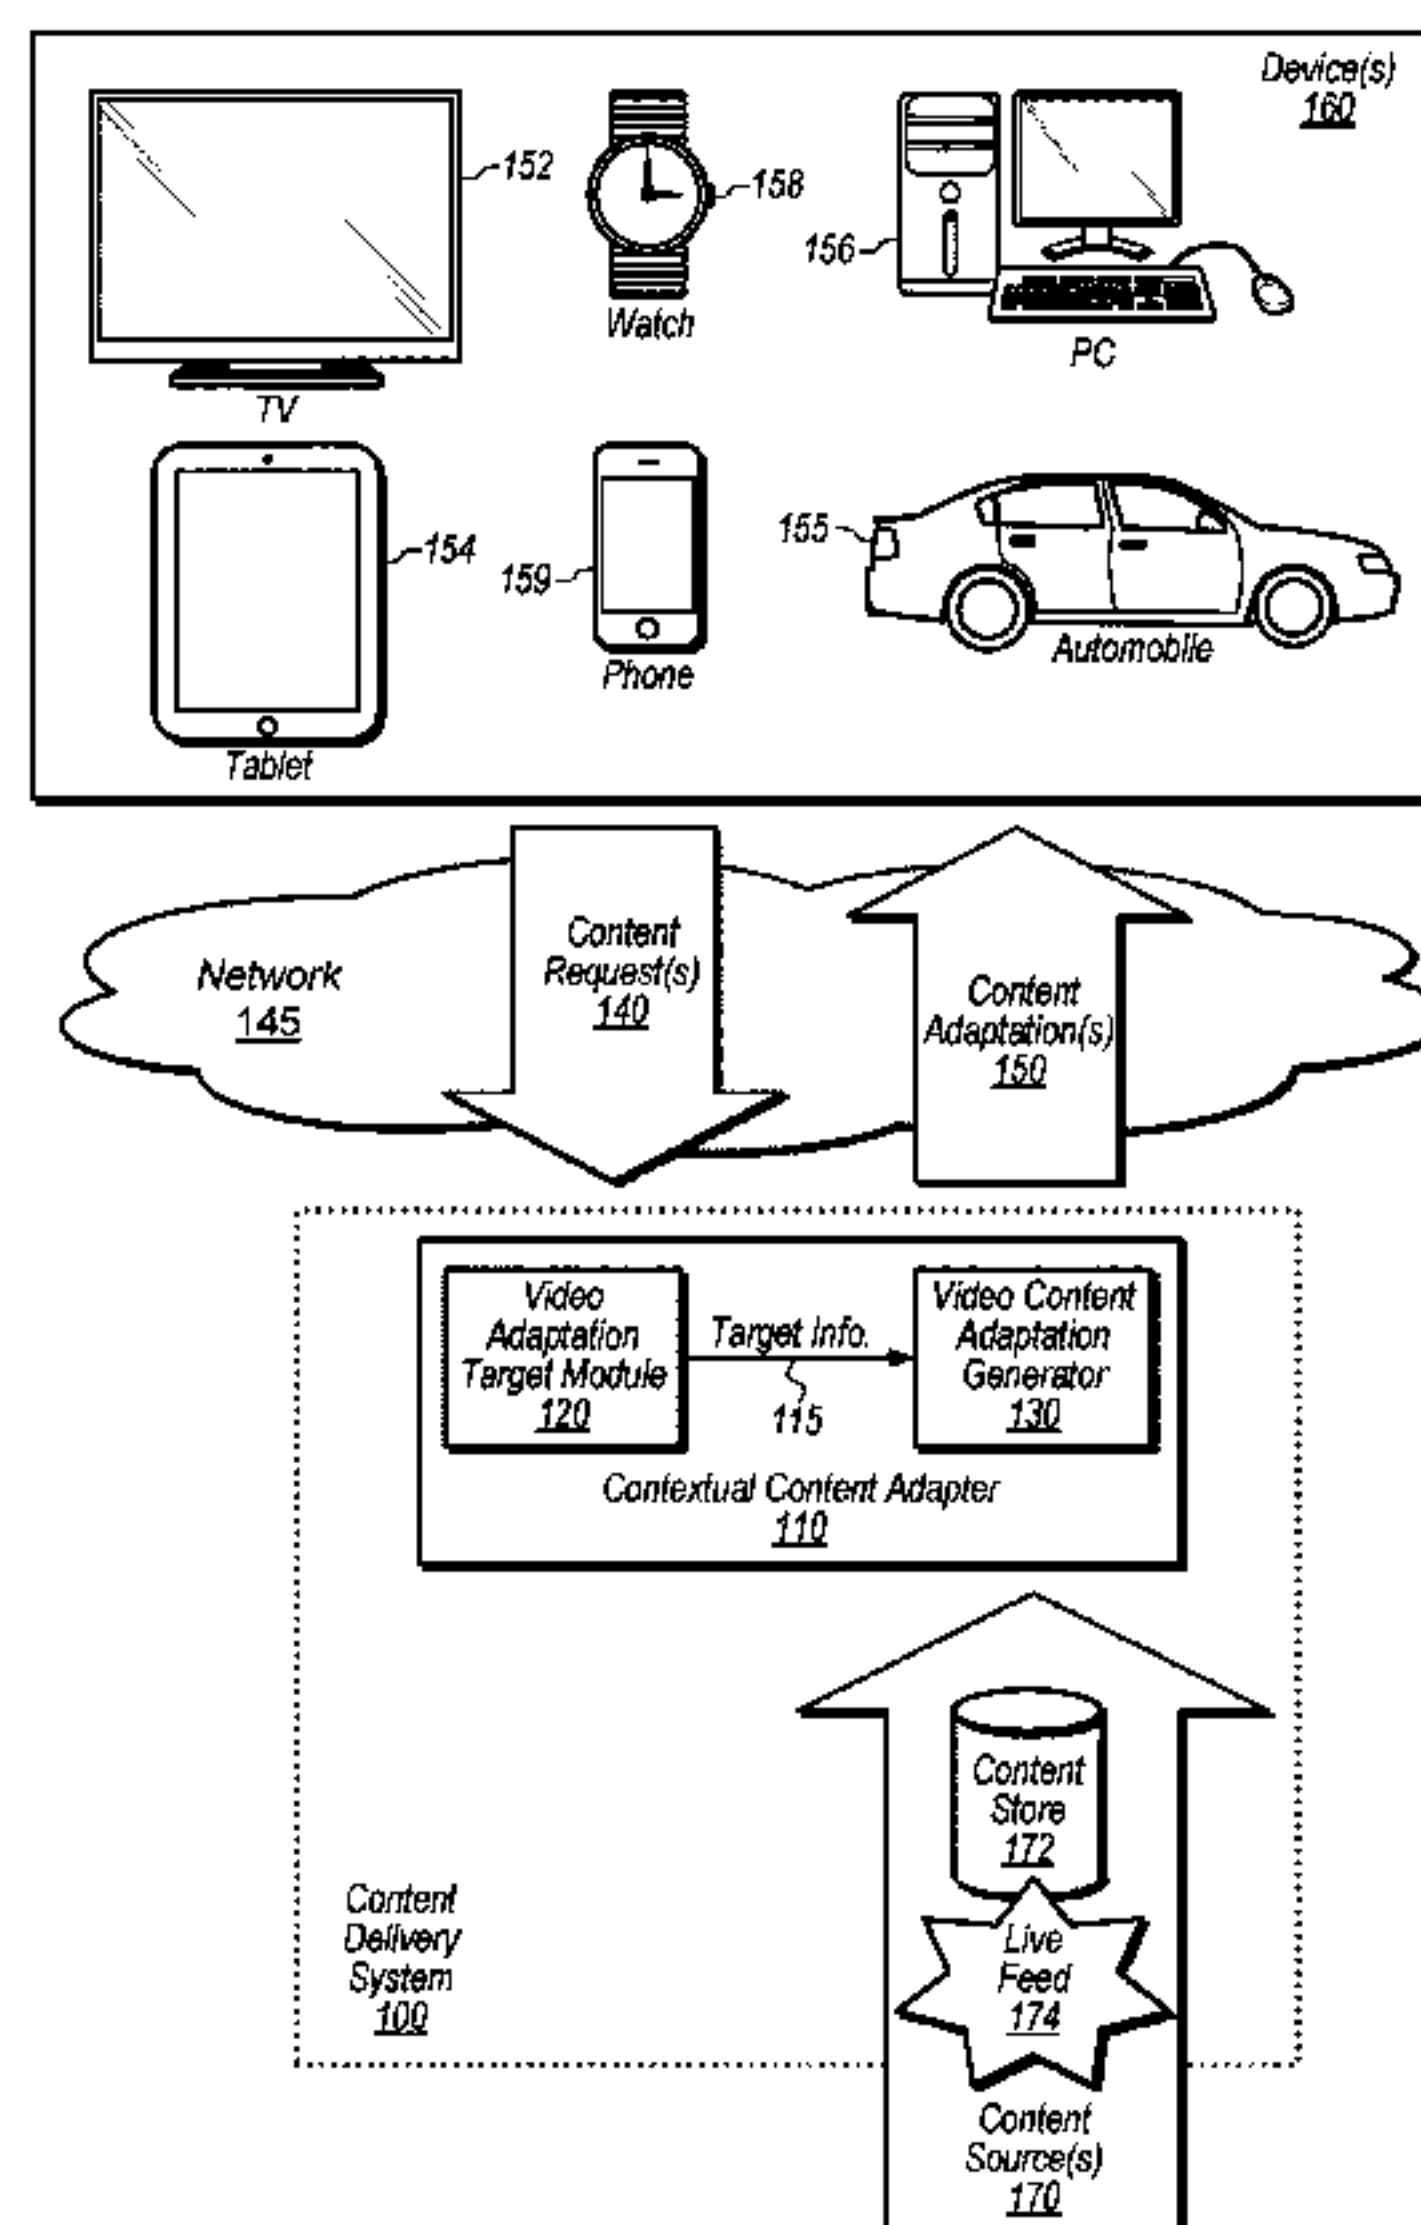 Device(s)
160
152
158
156
Watch
PC
TV
154
159
155
Phone
Automobile
Tablet
Network
145
Content
Request(s)
140
Content
Adaptation(s)
150
Video
Adaptation
Target Module
120
Target Info.
115
Video Content
Adaptation
Generator
130
Contextual Content Adapter
110
Content
Store
172
Live
Feed
174
Content
Delivery
System
100
Content
Source(s)
170